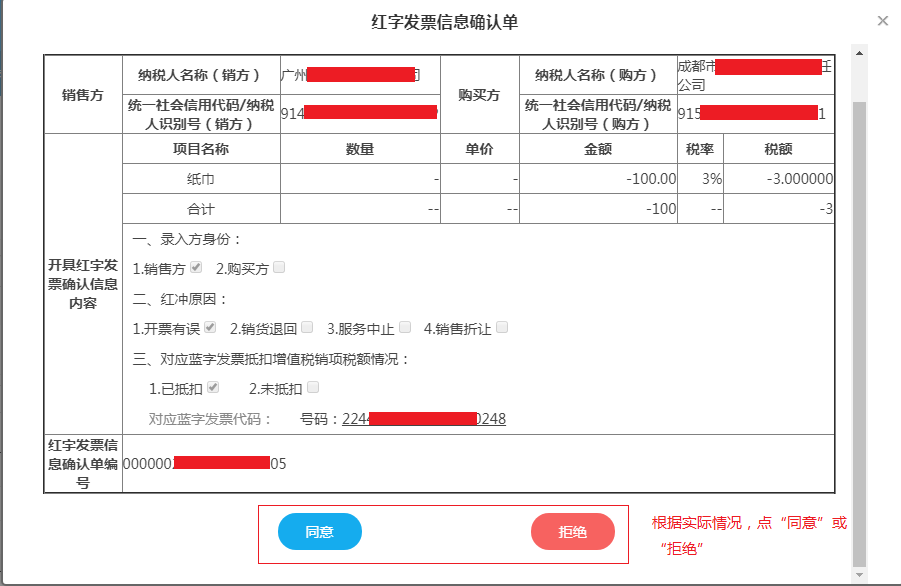 红字发票信息确认单
×
销售方
纳税人名称（销方）
广州
司
购买方
纳税人名称（购方）
成都市
任
公司
统一社会信用代码/纳税
人识别号（销方）
914
统一社会信用代码/纳税
人识别号（购方）
915
1
开具红字发
票确认信息
内容
项目名称 数量 单价 金额 税率 税额
纸巾 - - -100.00 3% -3.000000
合计 -- -- -100 -- -3
一、录入方身份：
1.销售方 2.购买方
二、红冲原因：
1.开票有误 2.销货退回 3.服务中止 4.销售折让
三、对应蓝字发票抵扣增值税销项税额情况：
1.已抵扣 2.未抵扣
对应蓝字发票代码： 号码：224 0248
红字发票信
息确认单编
号
000000 05
同意 拒绝
根据实际情况，点“同意”或
“拒绝”